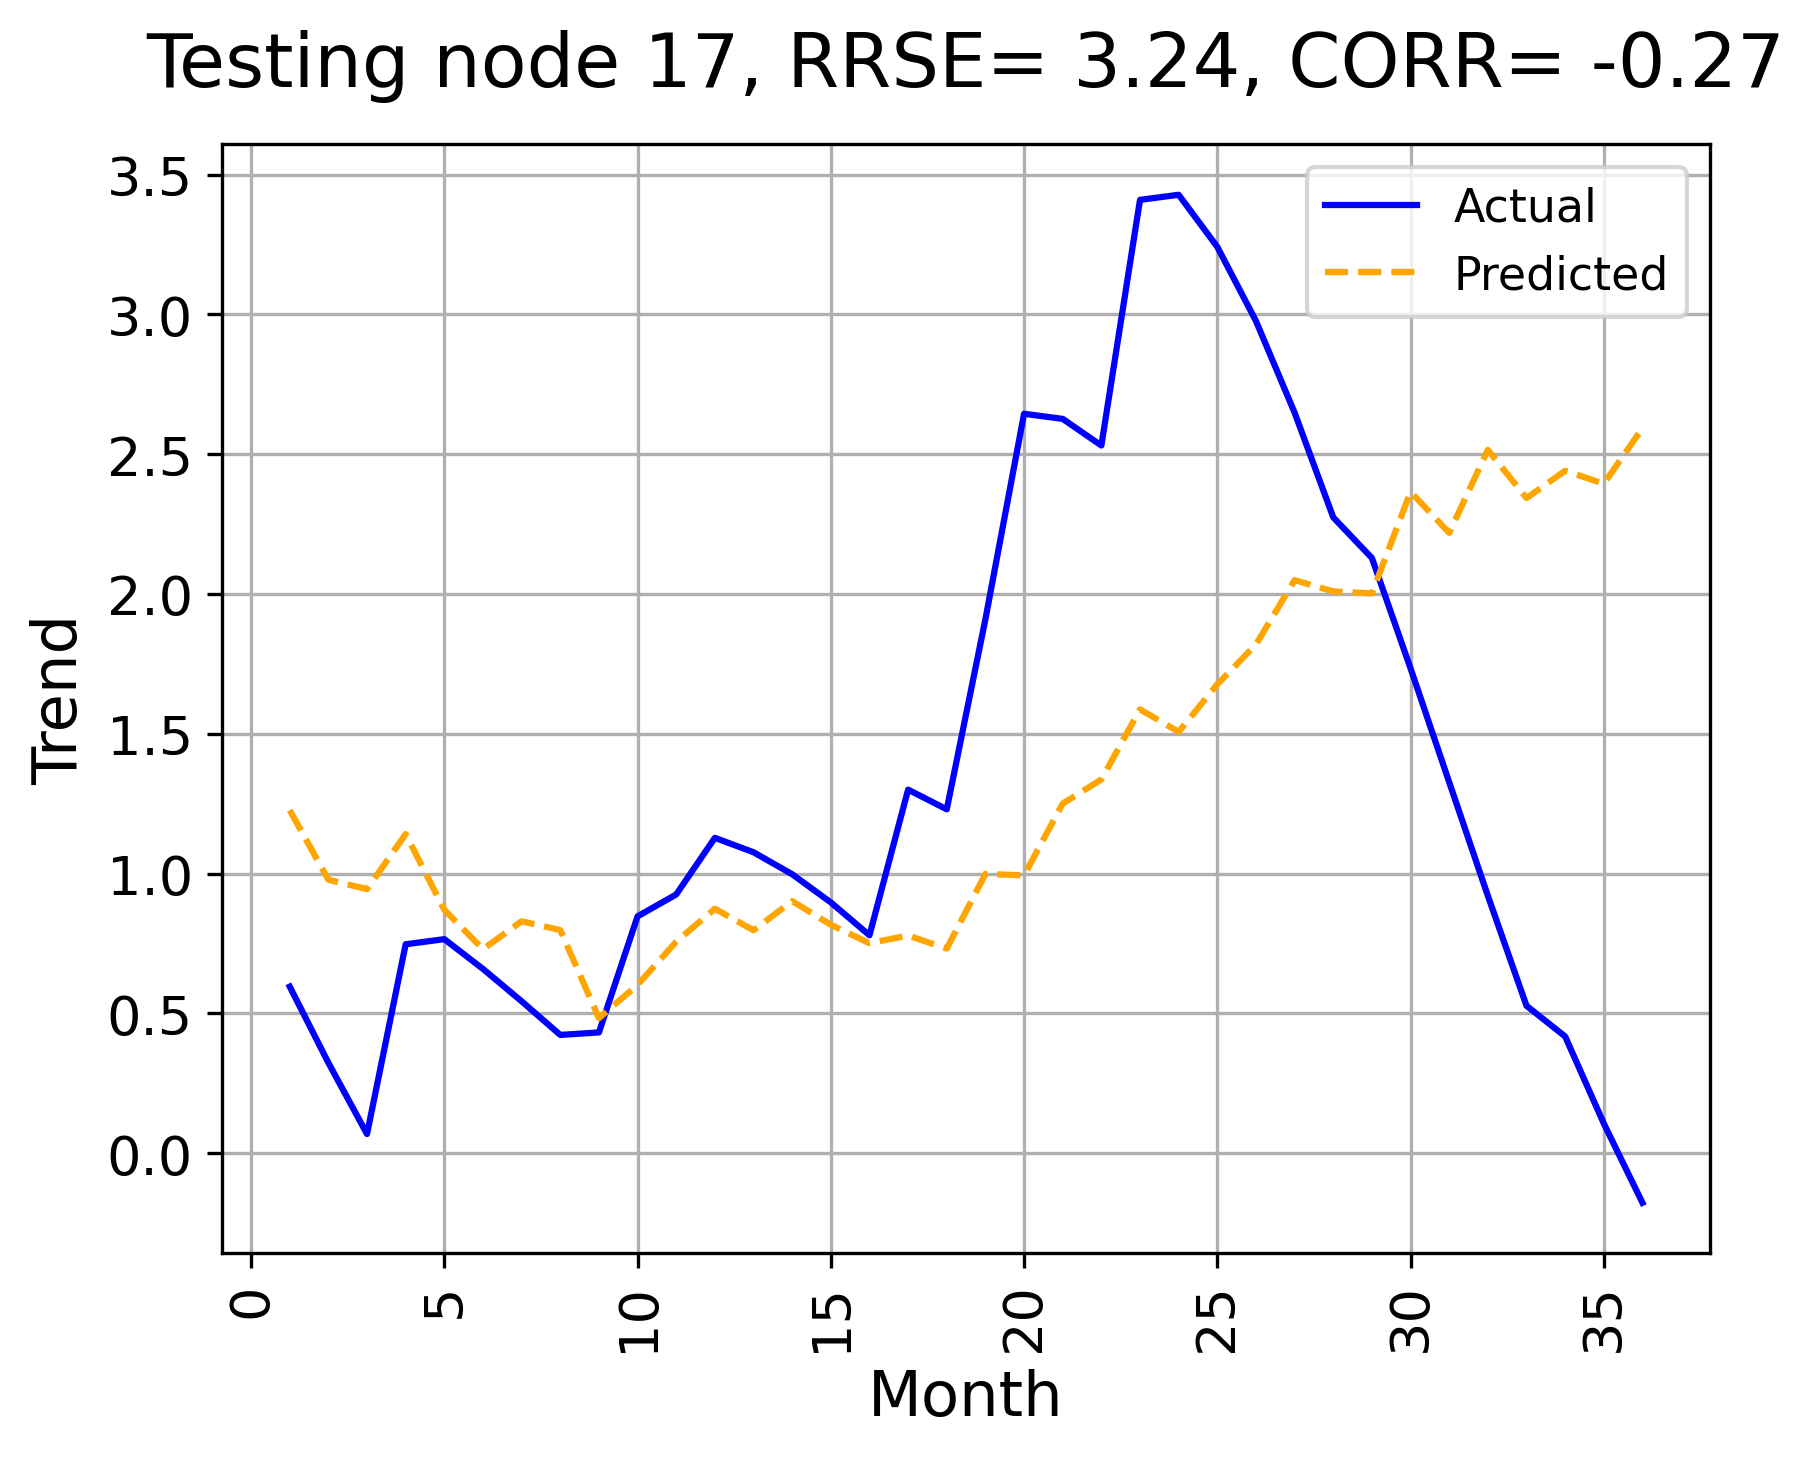 Testing node 17, RRSE= 3.24, CORR= -0.27
3.5
3.0
2.5
2.0
1.5
1.0
0.5
0.0
Trend
Actual
Predicted
0 5 10 15 20 25 30 35
Month